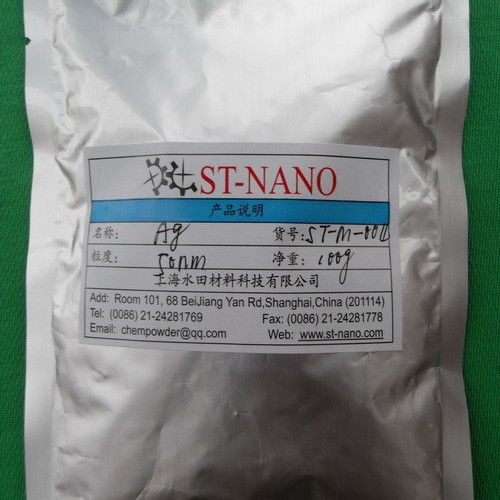 ST-NANO
产品说明
名称: Ag 货号: ST-M-001
粒度: 50nm 净重: 100g
上海水田材料科技有限公司
Add: Room 101, 68 BeiJiang Yan Rd,Shanghai,China (201114)
Tel: (0086) 21-24281769 Fax: (0086) 21-24281778
Email: chempowder@qq.com Web: www.st-nano.com